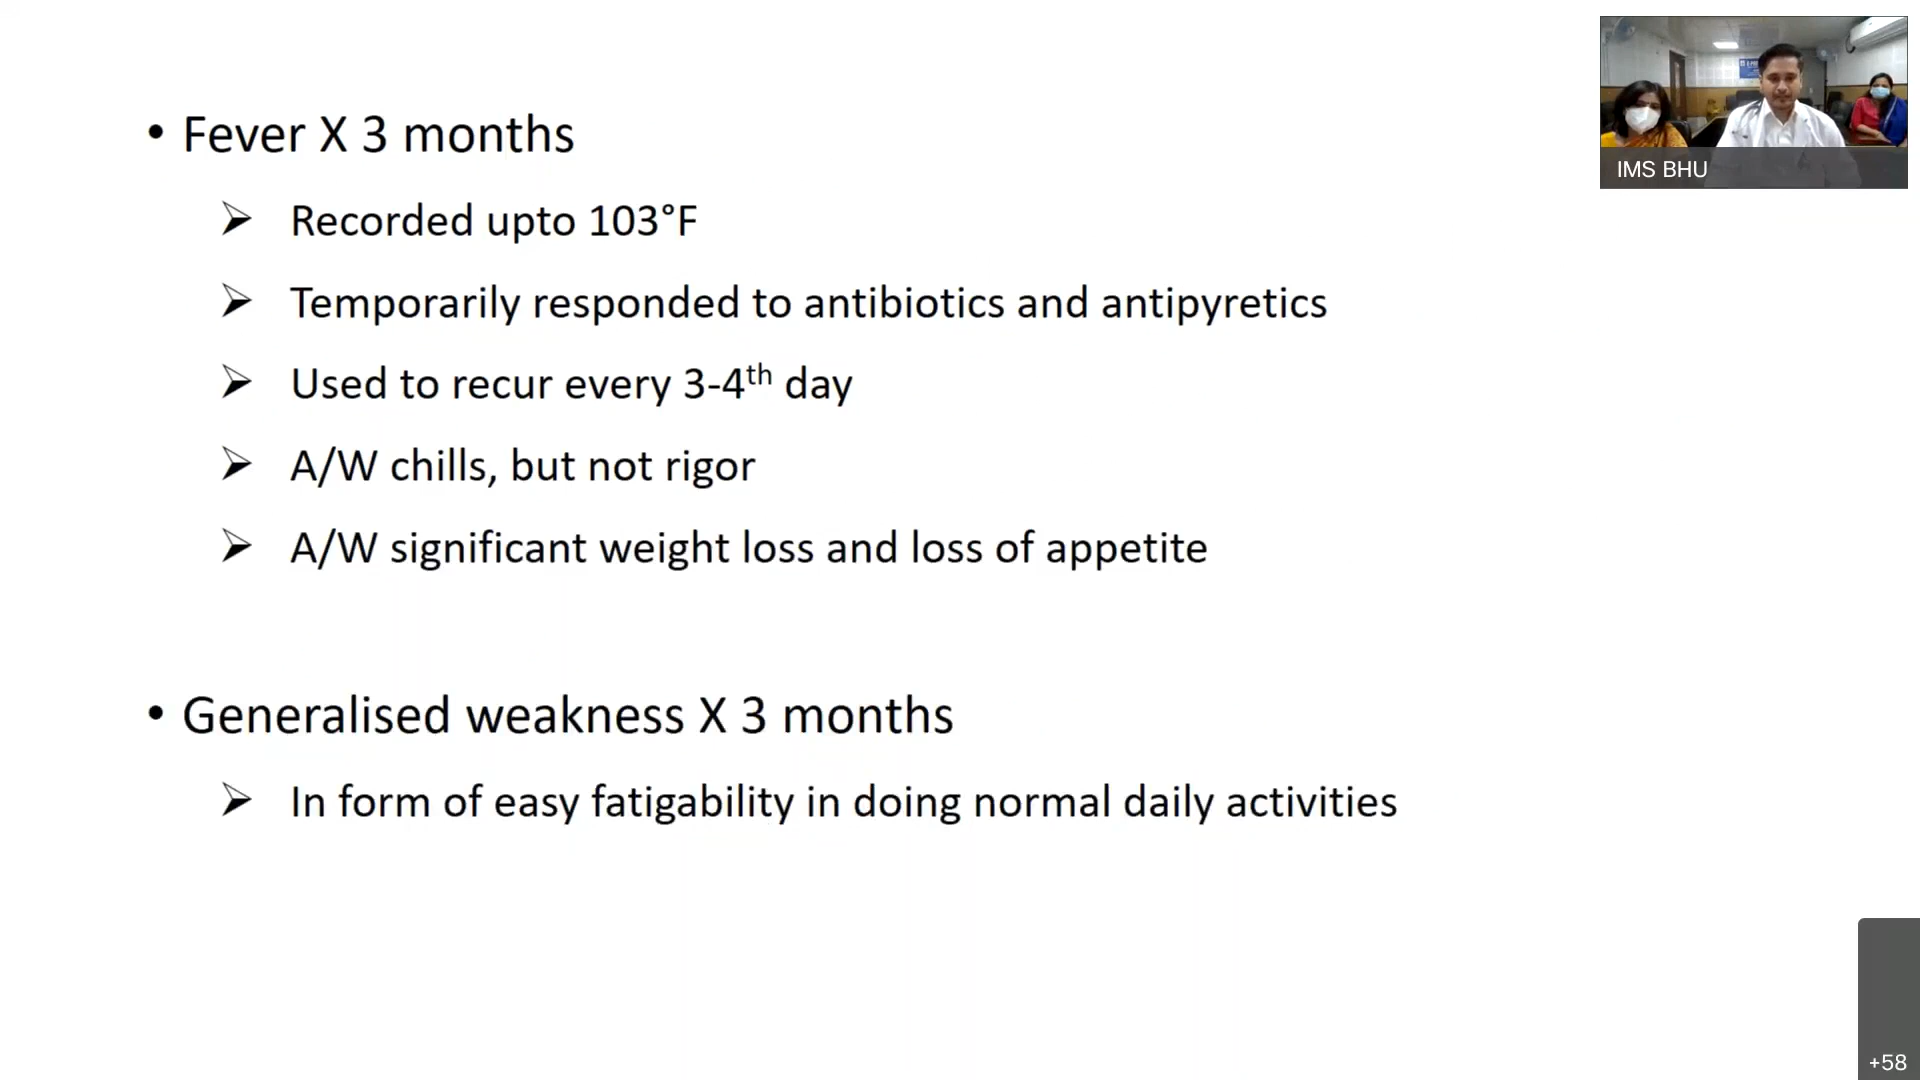 • Fever X 3 months
➢ Recorded upto 103°F
➢ Temporarily responded to antibiotics and antipyretics
➢ Used to recur every 3-4th day
➢ A/W chills, but not rigor
➢ A/W significant weight loss and loss of appetite
• Generalised weakness X 3 months
➢ In form of easy fatigability in doing normal daily activities
IMS BHU
+58